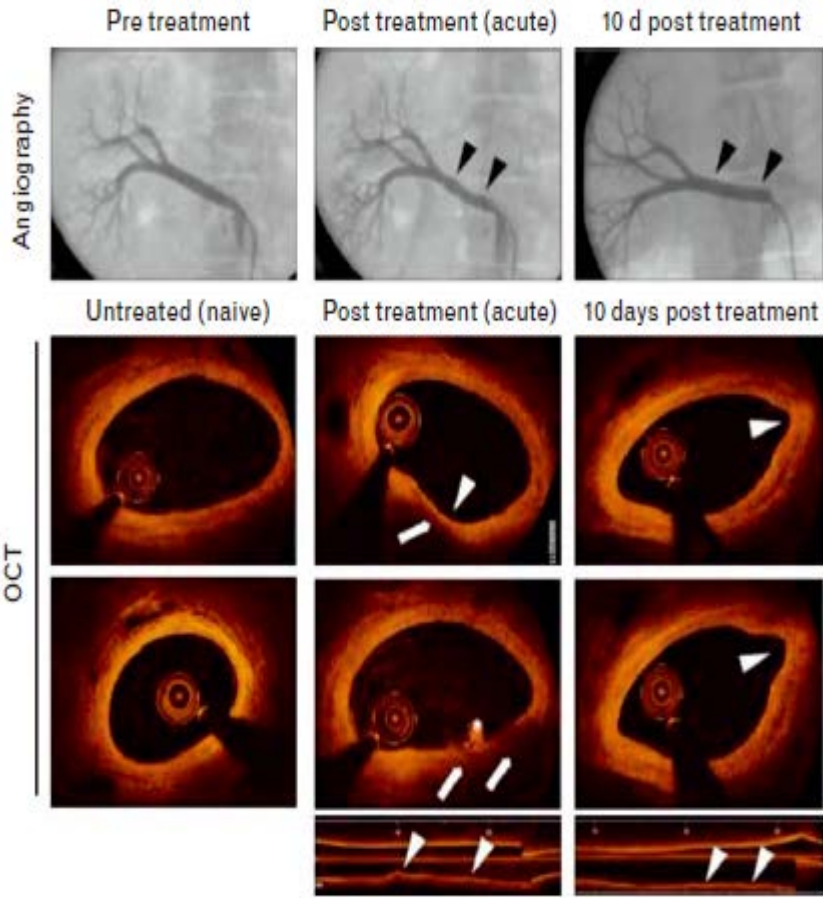 Pre treatment
Post treatment (acute)
10 d post treatment
Angiography
Untreated (naive)
Post treatment (acute)
10 days post treatment
OCT